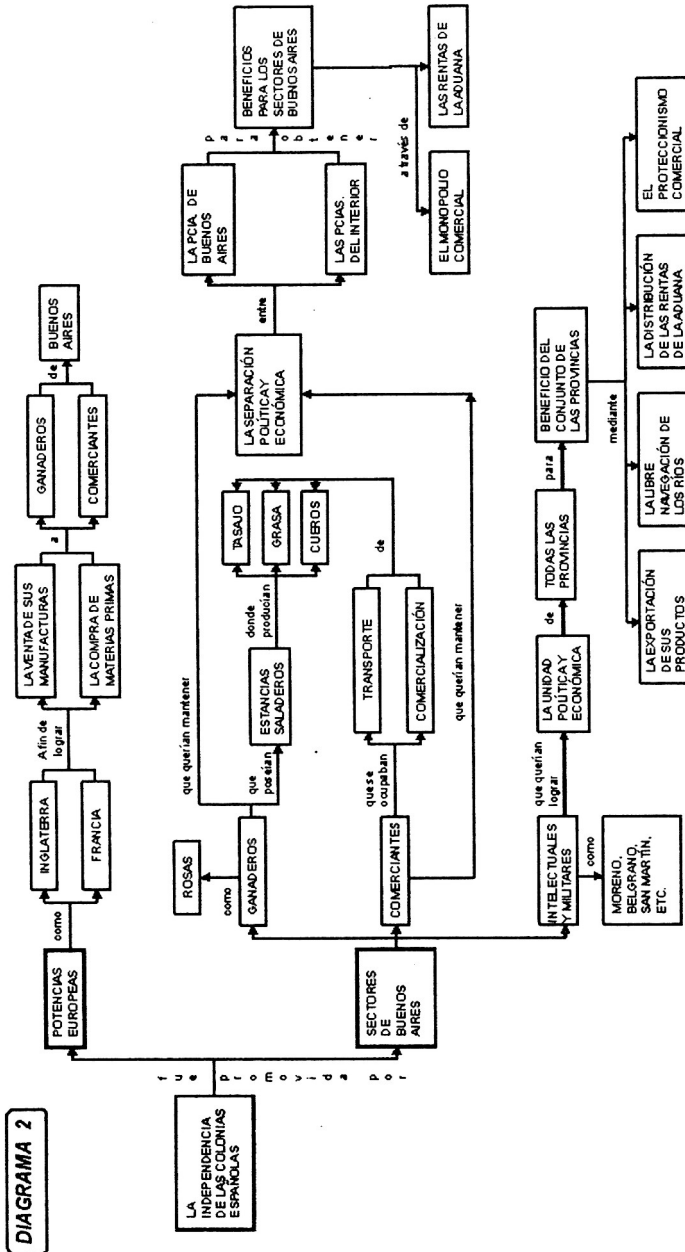 DIAGRAMA 2
LA
INDEPENDENCIA
DE LAS COLONIAS
ESPAÑOLAS
fue promovida por
POTENCIAS
EUROPEAS
como
INGLATERRA
FRANCIA
A fin de
lograr
LA VENTA DE SUS
MANUFACTURAS
LA COMPRA DE
MATERIAS PRIMAS
a
GANADEROS
COMERCIANTES
de
BUENOS
AIRES
SECTORES
DE
BUENOS
AIRES
GANADEROS
como
ROSAS
que querían mantener
que
poseían
ESTANCIAS
SALADEROS
donde
producían
TASAJO
GRASA
CUEROS
COMERCIANTES
que se
ocupaban
TRANSPORTE
COMERCIALIZACIÓN
de
que querían mantener
LA SEPARACIÓN
POLÍTICA Y
ECONÓMICA
entre
LA PCIA. DE
BUENOS
AIRES
LAS PCIAS.
DEL INTERIOR
para obtener
BENEFICIOS
PARA LOS
SECTORES DE
BUENOS AIRES
a través de
EL MONOPOLIO
COMERCIAL
LAS RENTAS DE
LA ADUANA
INTELECTUALES
Y MILITARES
como
MORENO,
BELGRANO,
SAN MARTÍN,
ETC.
que querían
lograr
LA UNIDAD
POLÍTICA Y
ECONÓMICA
de
TODAS LAS
PROVINCIAS
para
BENEFICIO DEL
CONJUNTO DE
LAS PROVINCIAS
mediante
LA EXPORTACIÓN
DE SUS
PRODUCTOS
LA LIBRE
NAVEGACIÓN DE
LOS RÍOS
LA DISTRIBUCIÓN
DE LAS RENTAS
DE LA ADUANA
EL
PROTECCIONISMO
COMERCIAL